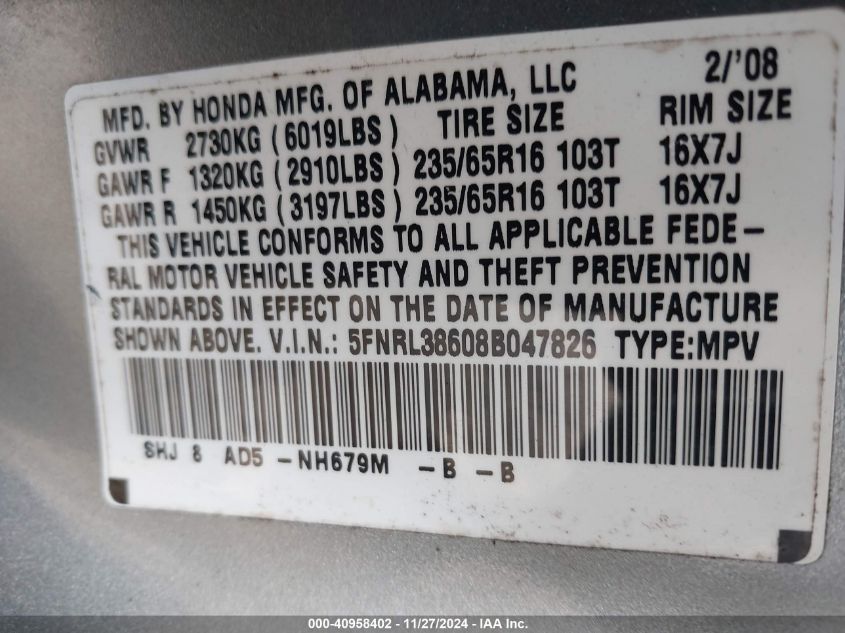 MFD. BY HONDA MFG. OF ALABAMA, LLC 2/'08
GVWR 2730KG (6019LBS) TIRE SIZE RIM SIZE
GAWR F 1320KG (2910LBS) 235/65R16 103T 16X7J
GAWR R 1450KG (3197LBS) 235/65R16 103T 16X7J
THIS VEHICLE CONFORMS TO ALL APPLICABLE FEDE–
RAL MOTOR VEHICLE SAFETY AND THEFT PREVENTION
STANDARDS IN EFFECT ON THE DATE OF MANUFACTURE
SHOWN ABOVE. V.I.N.: 5FNRL38608B047826 TYPE:MPV
SHJ 8 AD5 –NH679M –B –B
000-40958402 - 11/27/2024 - IAA Inc.